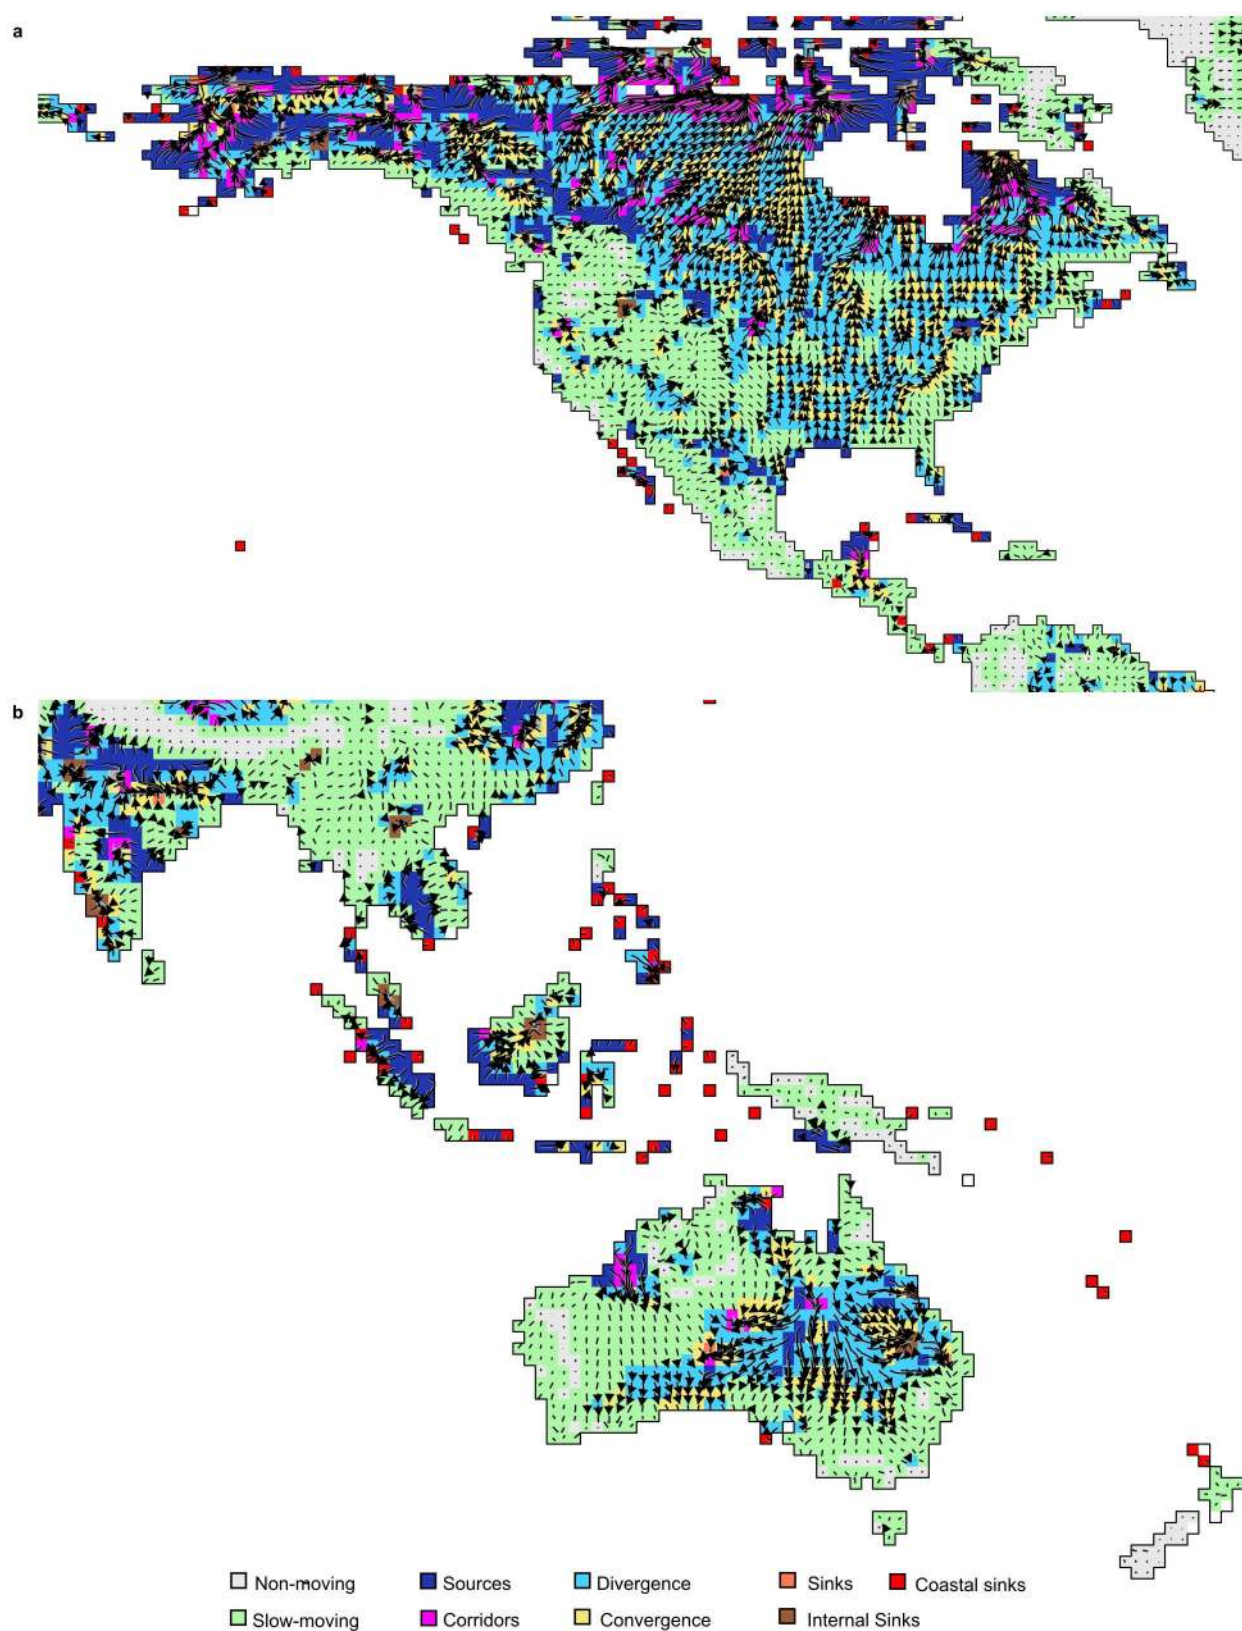 a
b
Non-moving Sources Divergence Sinks Coastal sinks
Slow-moving Corridors Convergence Internal Sinks